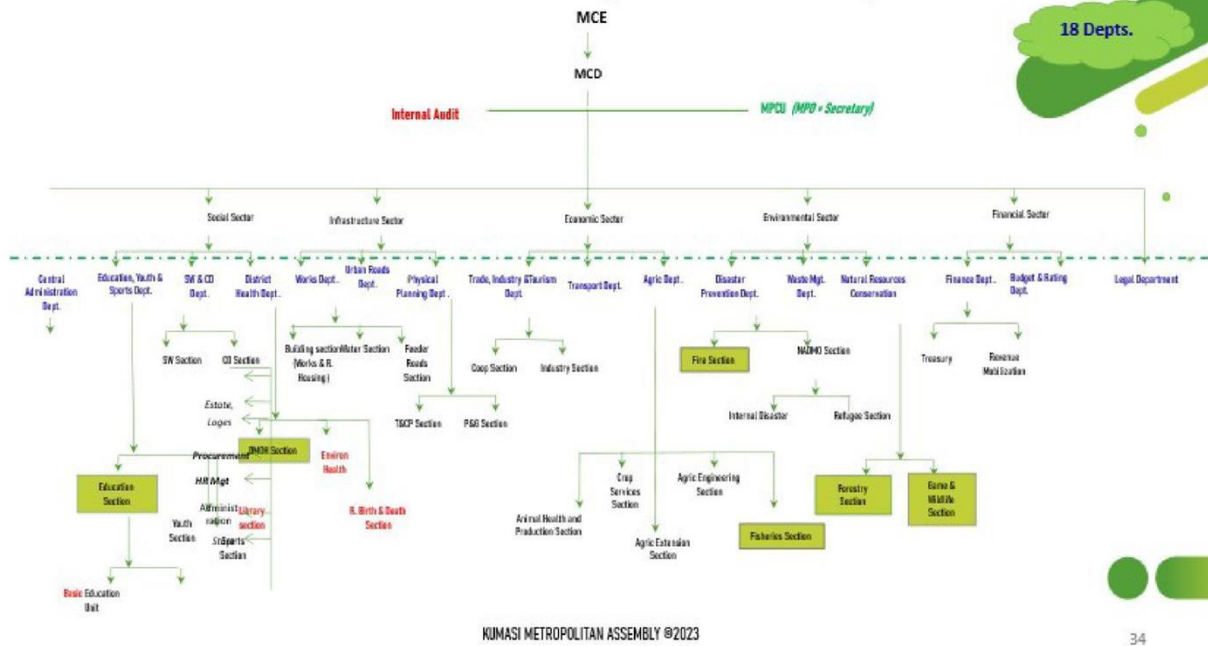 MCE
18 Depts.
MCD
Internal Audit
MPCU (MPO = Secretary)
Social Sector
Infrastructure Sector
Economic Sector
Environmental Sector
Financial Sector
Central
Administration
Dept.
Education, Youth &
Sports Dept.
SW & CD
Dept.
District
Health Dept.
Works Dept.
Urban Roads
Dept.
Physical
Planning Dept.
Trade, Industry &Tourism
Dept.
Transport Dept.
Agric Dept.
Disaster
Prevention Dept.
Waste Mgt.
Dept.
Natural Resources
Conservation
Finance Dept.
Budget & Rating
Dept.
Legal Department
SW Section
CD Section
Building section
(Works & R.
Housing)
Water Section
Feeder
Roads
Section
Coop Section
Industry Section
Fire Section
NADMO Section
Treasury
Revenue
Mobilization
Estate,
Loges
T&CP Section
P&G Section
Internal Disaster
Refugee Section
Procurement
DMOH Section
Environ
Health
HR Mgt
Education
Section
Administ
ration
Library
section
R. Birth & Death
Section
Youth
Section
Sports
Section
Crop
Services
Section
Agric Engineering
Section
Forestry
Section
Game &
Wildlife
Section
Animal Health and
Production Section
Agric Extension
Section
Fisheries Section
Basic Education
Unit
KUMASI METROPOLITAN ASSEMBLY ©2023
34